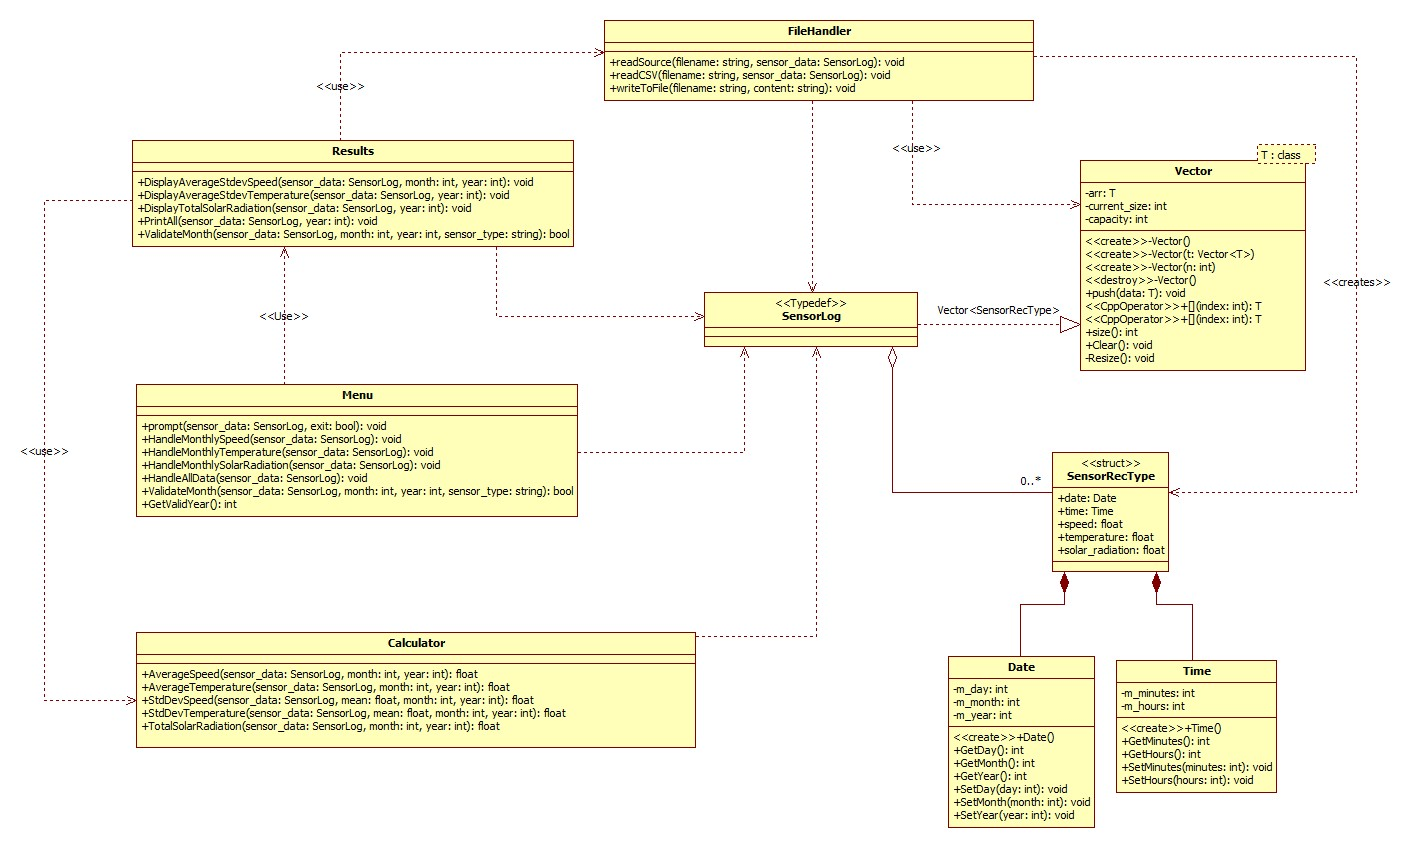 FileHandler
+readSource(filename: string, sensor_data: SensorLog): void
+readCSV(filename: string, sensor_data: SensorLog): void
+writeToFile(filename: string, content: string): void
<<use>>
<<use>>
Results
+DisplayAverageStdevSpeed(sensor_data: SensorLog, month: int, year: int): void
+DisplayAverageStdevTemperature(sensor_data: SensorLog, year: int): void
+DisplayTotalSolarRadiation(sensor_data: SensorLog, year: int): void
+PrintAll(sensor_data: SensorLog, year: int): void
+ValidateMonth(sensor_data: SensorLog, month: int, year: int, sensor_type: string): bool
T : class
Vector
-arr: T
-current_size: int
-capacity: int
<<create>>-Vector()
<<create>>-Vector(t: Vector<T>)
<<create>>-Vector(n: int)
<<destroy>>-Vector()
+push(data: T): void
<<CppOperator>>+[](index: int): T
<<CppOperator>>+[](index: int): T
+size(): int
+Clear(): void
-Resize(): void
<<creates>>
<<Typedef>>
SensorLog
Vector<SensorRecType>
<<Use>>
Menu
+prompt(sensor_data: SensorLog, exit: bool): void
+HandleMonthlySpeed(sensor_data: SensorLog): void
+HandleMonthlyTemperature(sensor_data: SensorLog): void
+HandleMonthlySolarRadiation(sensor_data: SensorLog): void
+HandleAllData(sensor_data: SensorLog): void
+ValidateMonth(sensor_data: SensorLog, month: int, year: int, sensor_type: string): bool
+GetValidYear(): int
<<use>>
0..*
<<struct>>
SensorRecType
+date: Date
+time: Time
+speed: float
+temperature: float
+solar_radiation: float
Calculator
+AverageSpeed(sensor_data: SensorLog, month: int, year: int): float
+AverageTemperature(sensor_data: SensorLog, month: int, year: int): float
+StdDevSpeed(sensor_data: SensorLog, mean: float, month: int, year: int): float
+StdDevTemperature(sensor_data: SensorLog, mean: float, month: int, year: int): float
+TotalSolarRadiation(sensor_data: SensorLog, month: int, year: int): float
Date
-m_day: int
-m_month: int
-m_year: int
<<create>>+Date()
+GetDay(): int
+GetMonth(): int
+GetYear(): int
+SetDay(day: int): void
+SetMonth(month: int): void
+SetYear(year: int): void
Time
-m_minutes: int
-m_hours: int
<<create>>+Time()
+GetMinutes(): int
+GetHours(): int
+SetMinutes(minutes: int): void
+SetHours(hours: int): void